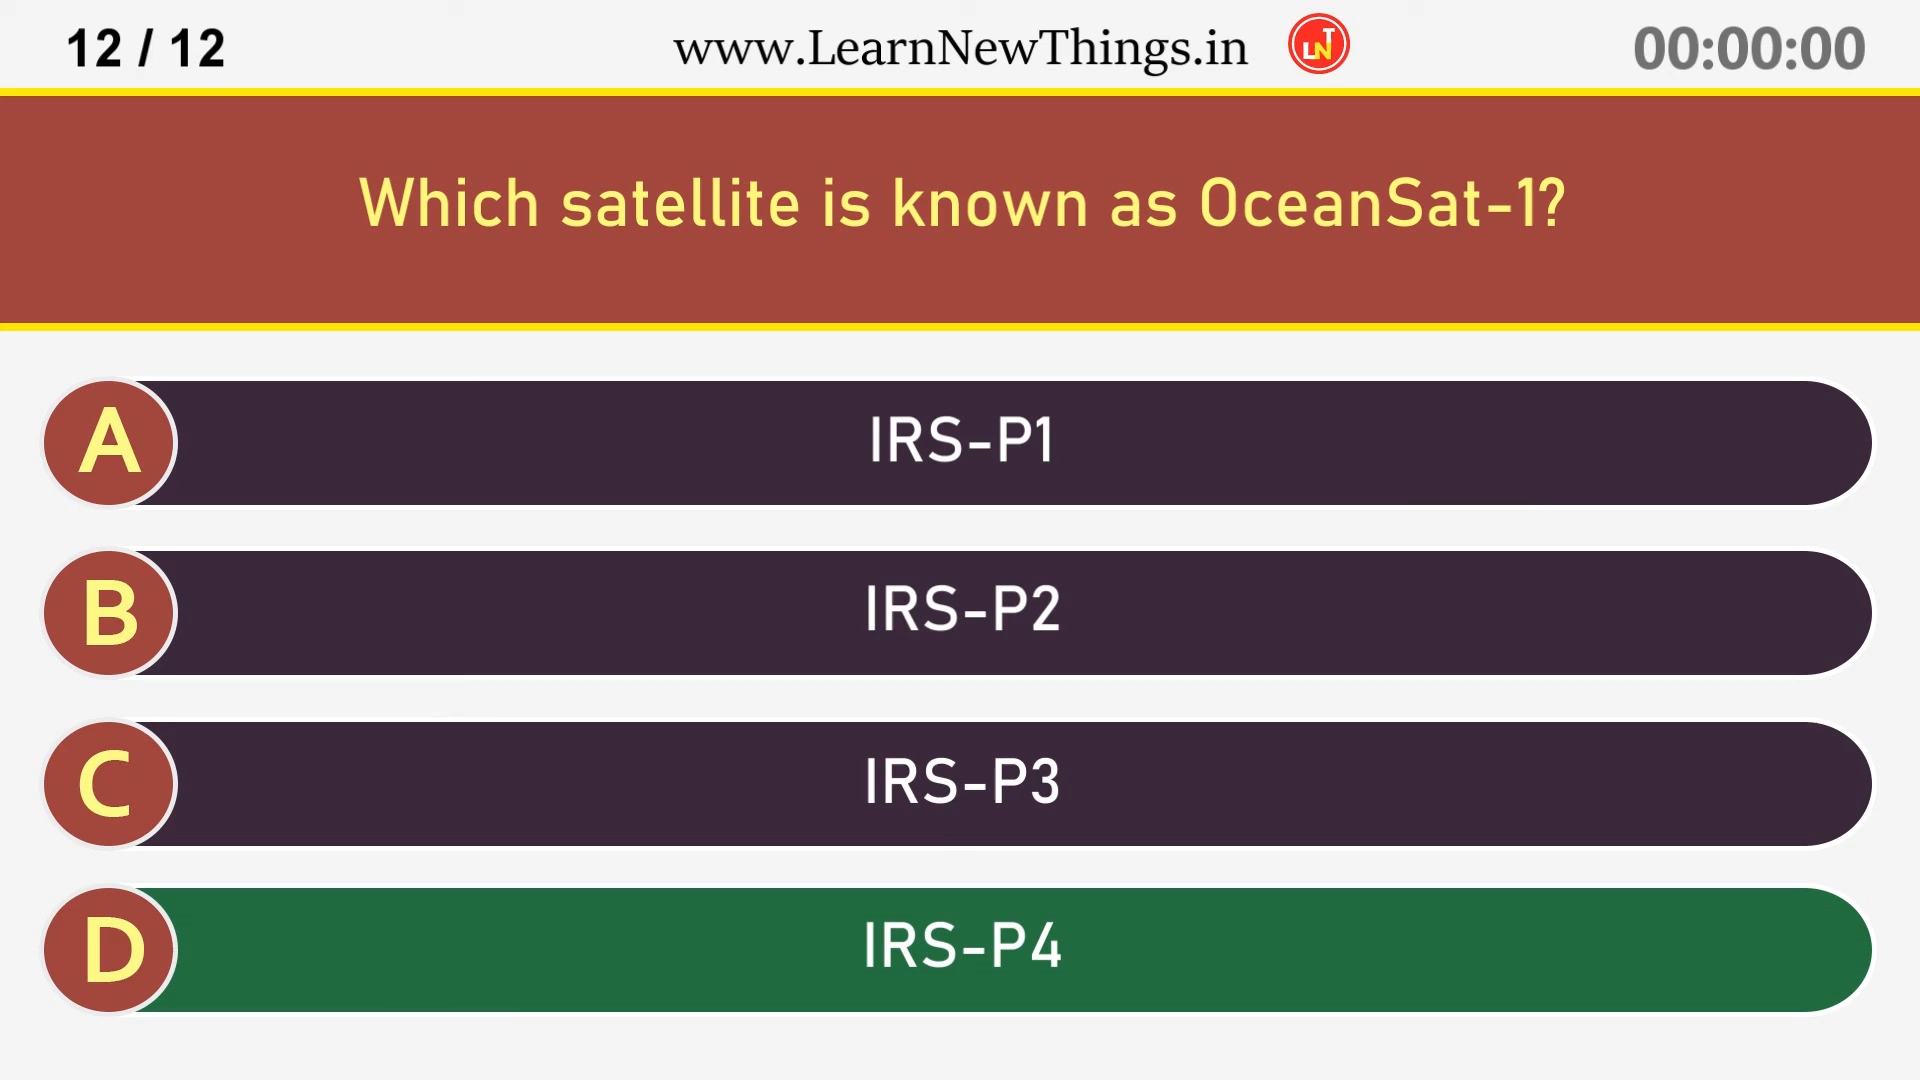 12 / 12
www.LearnNewThings.in
LNT
00:00:00
Which satellite is known as OceanSat-1?
A
IRS-P1
B
IRS-P2
C
IRS-P3
D
IRS-P4